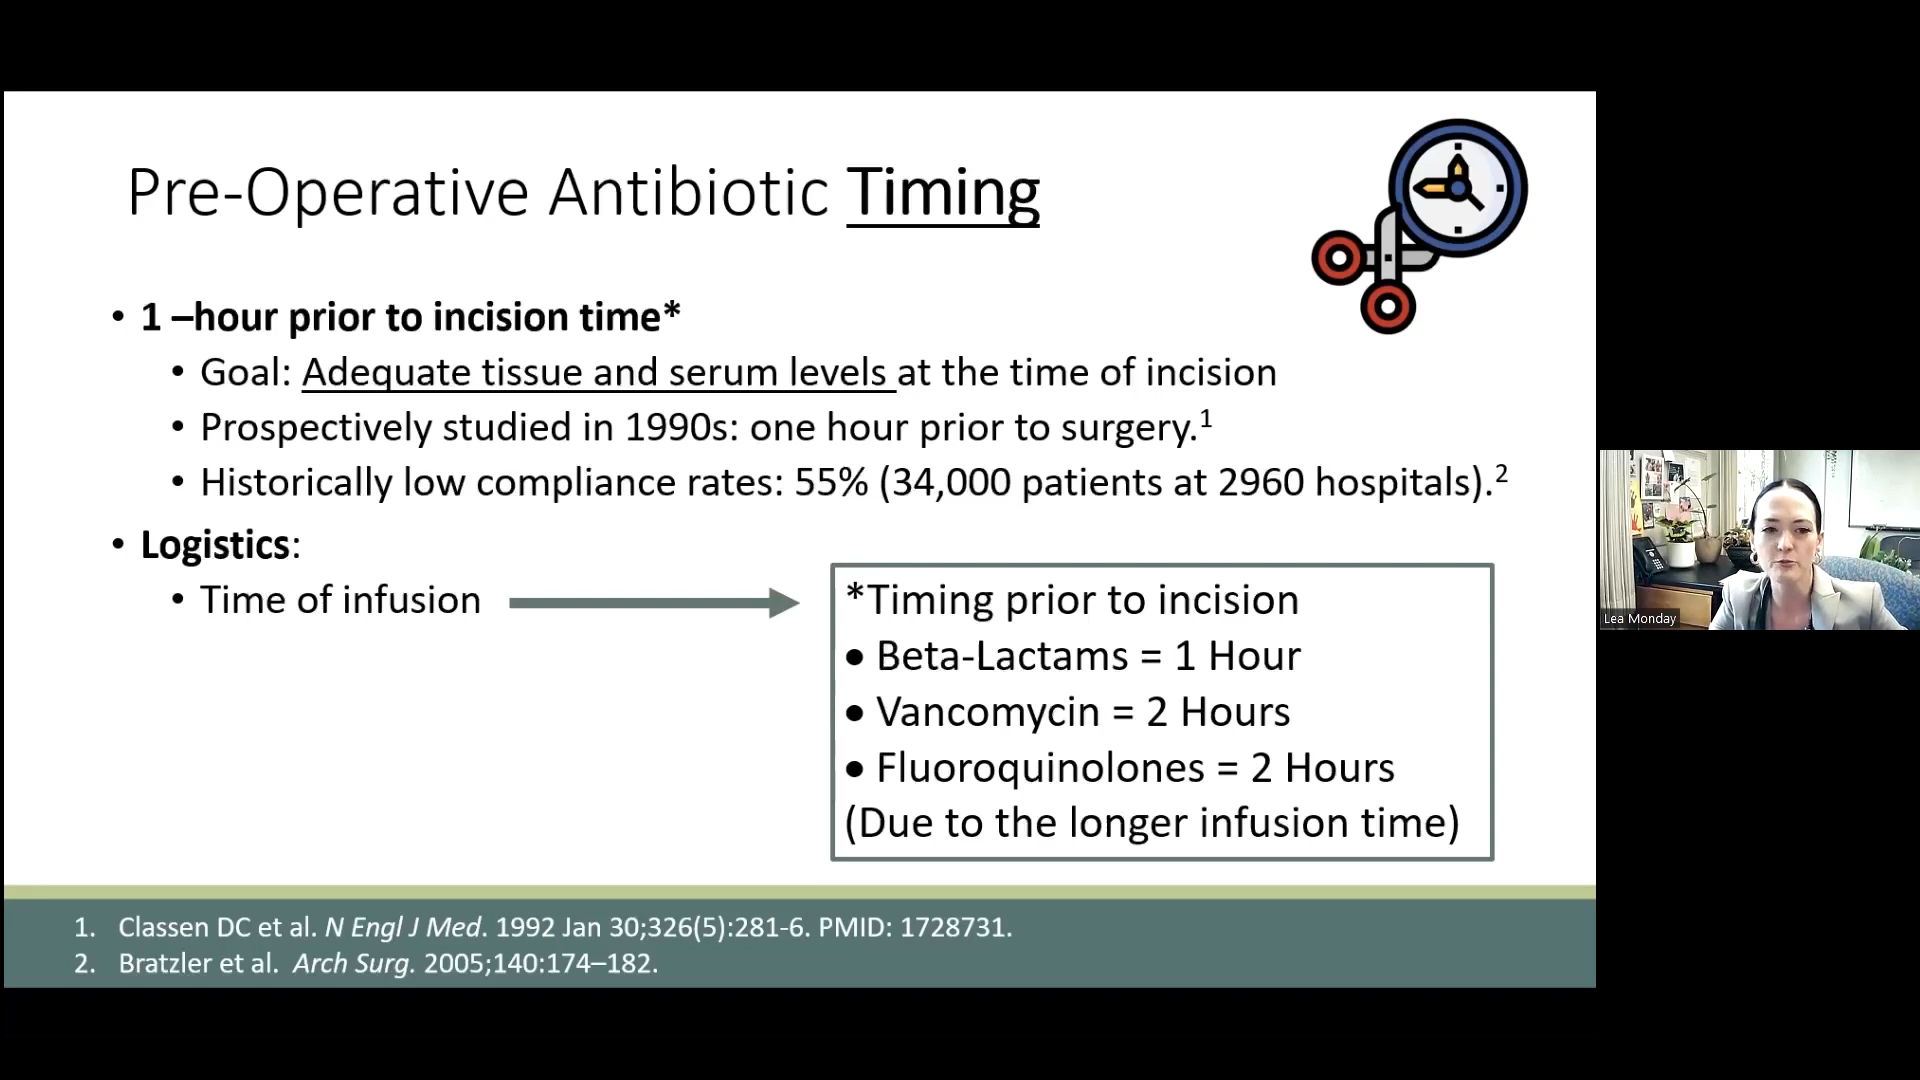 Pre-Operative Antibiotic Timing
• 1 –hour prior to incision time*
• Goal: Adequate tissue and serum levels at the time of incision
• Prospectively studied in 1990s: one hour prior to surgery.1
• Historically low compliance rates: 55% (34,000 patients at 2960 hospitals).2
• Logistics:
• Time of infusion
*Timing prior to incision
• Beta-Lactams = 1 Hour
• Vancomycin = 2 Hours
• Fluoroquinolones = 2 Hours
(Due to the longer infusion time)
1. Classen DC et al. N Engl J Med. 1992 Jan 30;326(5):281-6. PMID: 1728731.
2. Bratzler et al. Arch Surg. 2005;140:174–182.
Lea Monday